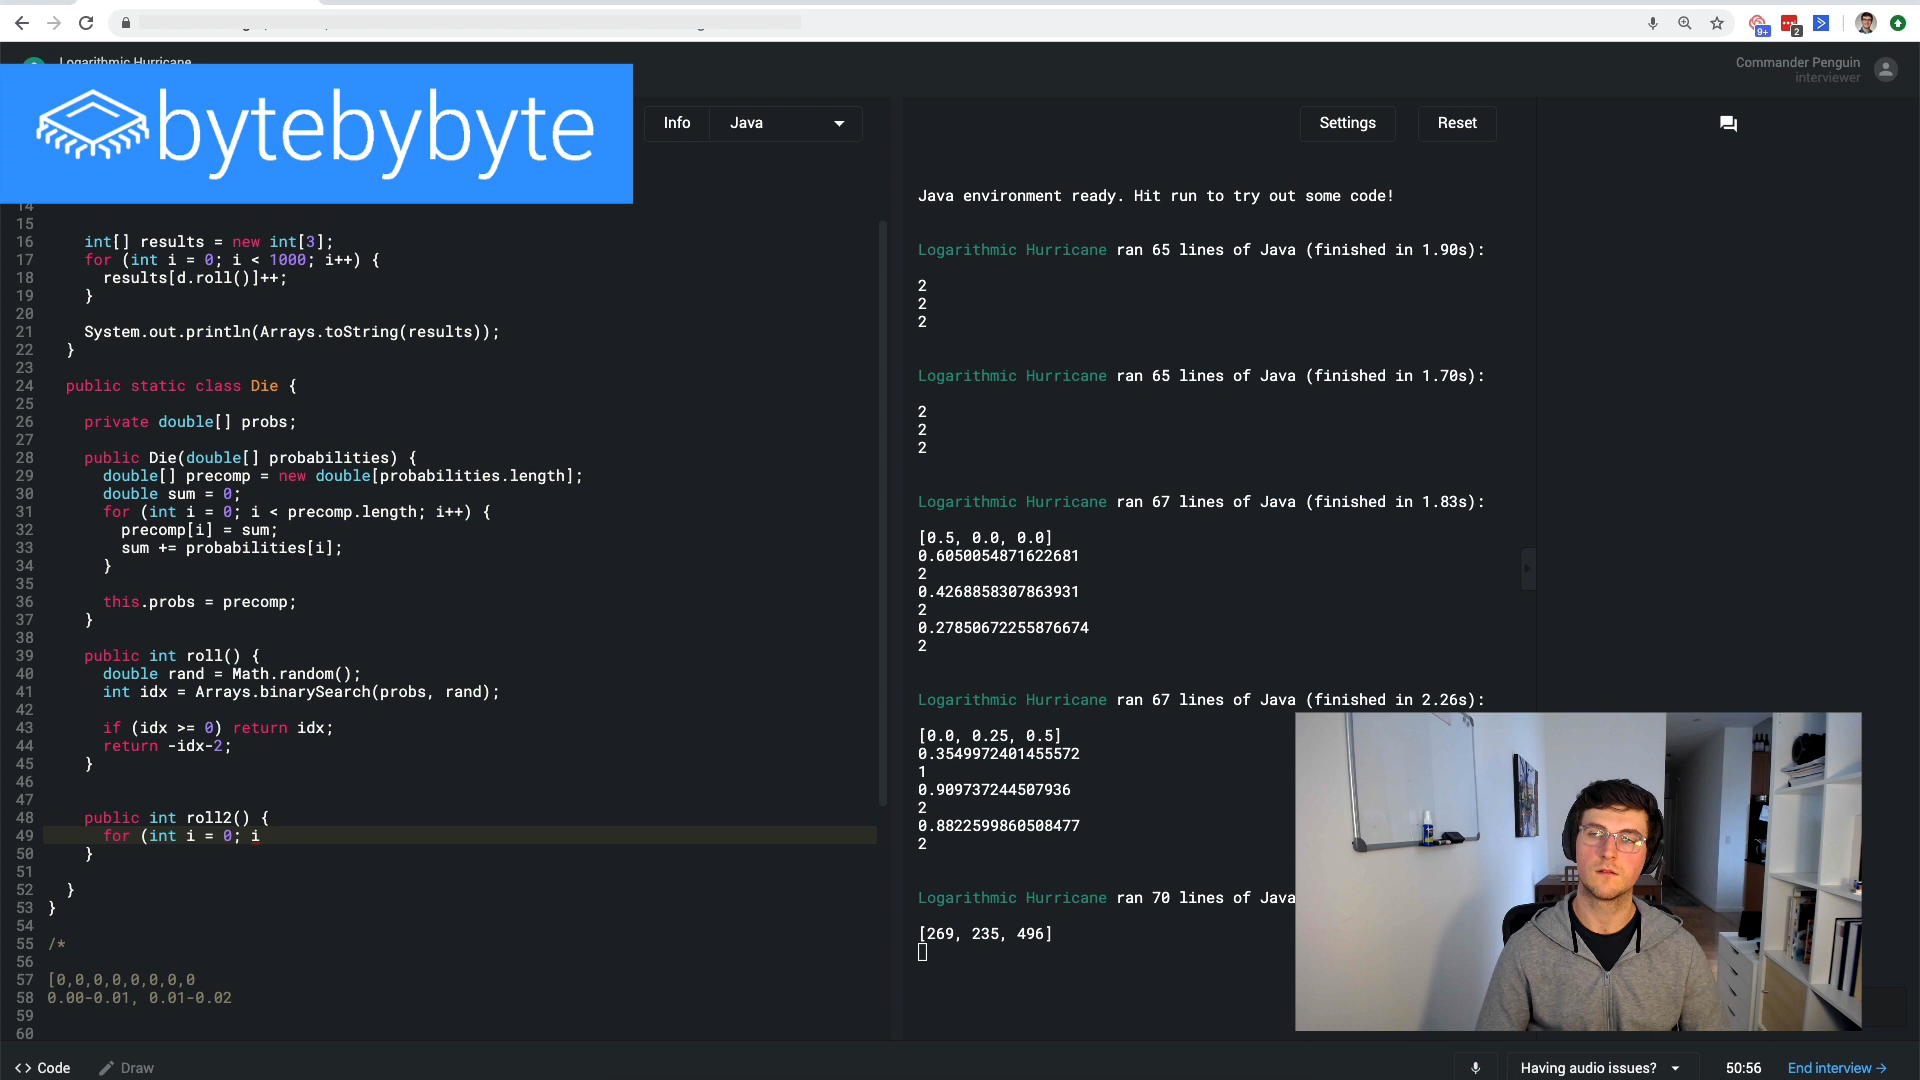 9+
2
Logarithmic Hurricane
Commander Penguin
interviewer
bytebybyte
Info
Java
Settings
Reset
14
15
16 int[] results = new int[3];
17 for (int i = 0; i < 1000; i++) {
18 results[d.roll()]++;
19 }
20
21 System.out.println(Arrays.toString(results));
22 }
23
24 public static class Die {
25
26 private double[] probs;
27
28 public Die(double[] probabilities) {
29 double[] precomp = new double[probabilities.length];
30 double sum = 0;
31 for (int i = 0; i < precomp.length; i++) {
32 precomp[i] = sum;
33 sum += probabilities[i];
34 }
35
36 this.probs = precomp;
37 }
38
39 public int roll() {
40 double rand = Math.random();
41 int idx = Arrays.binarySearch(probs, rand);
42
43 if (idx >= 0) return idx;
44 return -idx-2;
45 }
46
47
48 public int roll2() {
49 for (int i = 0; i
50 }
51
52 }
53 }
54
55 /*
56
57 [0,0,0,0,0,0,0,0
58 0.00-0.01, 0.01-0.02
59
60
Java environment ready. Hit run to try out some code!
Logarithmic Hurricane ran 65 lines of Java (finished in 1.90s):
2
2
2
Logarithmic Hurricane ran 65 lines of Java (finished in 1.70s):
2
2
2
Logarithmic Hurricane ran 67 lines of Java (finished in 1.83s):
[0.5, 0.0, 0.0]
0.6050054871622681
2
0.4268858307863931
2
0.27850672255876674
2
Logarithmic Hurricane ran 67 lines of Java (finished in 2.26s):
[0.0, 0.25, 0.5]
0.3549972401455572
1
0.909737244507936
2
0.8822599860508477
2
Logarithmic Hurricane ran 70 lines of Java
[269, 235, 496]
<> Code
Draw
Having audio issues?
50:56
End interview →